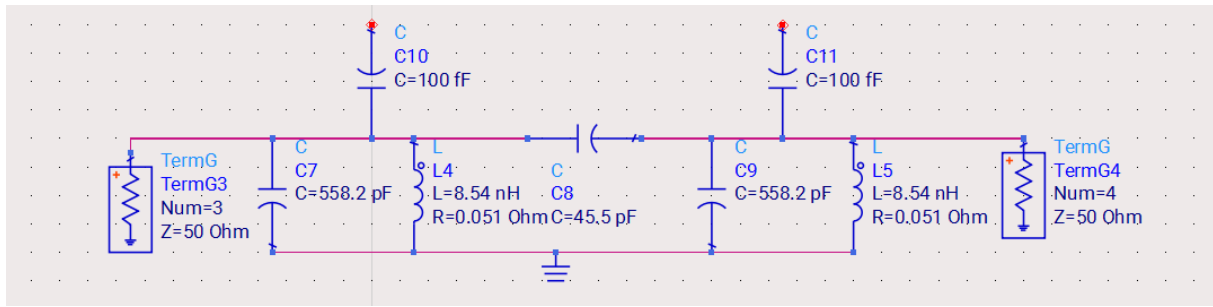 C
C10
C=100 fF
C
C11
C=100 fF
TermG
TermG3
Num=3
Z=50 Ohm
C
C7
C=558.2 pF
L
L4
L=8.54 nH
R=0.051 Ohm
C
C8
C=45.5 pF
C
C9
C=558.2 pF
L
L5
L=8.54 nH
R=0.051 Ohm
TermG
TermG4
Num=4
Z=50 Ohm